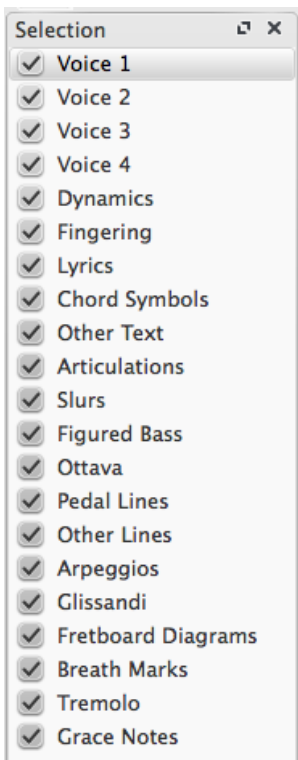 Selection
Voice 1
Voice 2
Voice 3
Voice 4
Dynamics
Fingering
Lyrics
Chord Symbols
Other Text
Articulations
Slurs
Figured Bass
Ottava
Pedal Lines
Other Lines
Arpeggios
Glissandi
Fretboard Diagrams
Breath Marks
Tremolo
Grace Notes